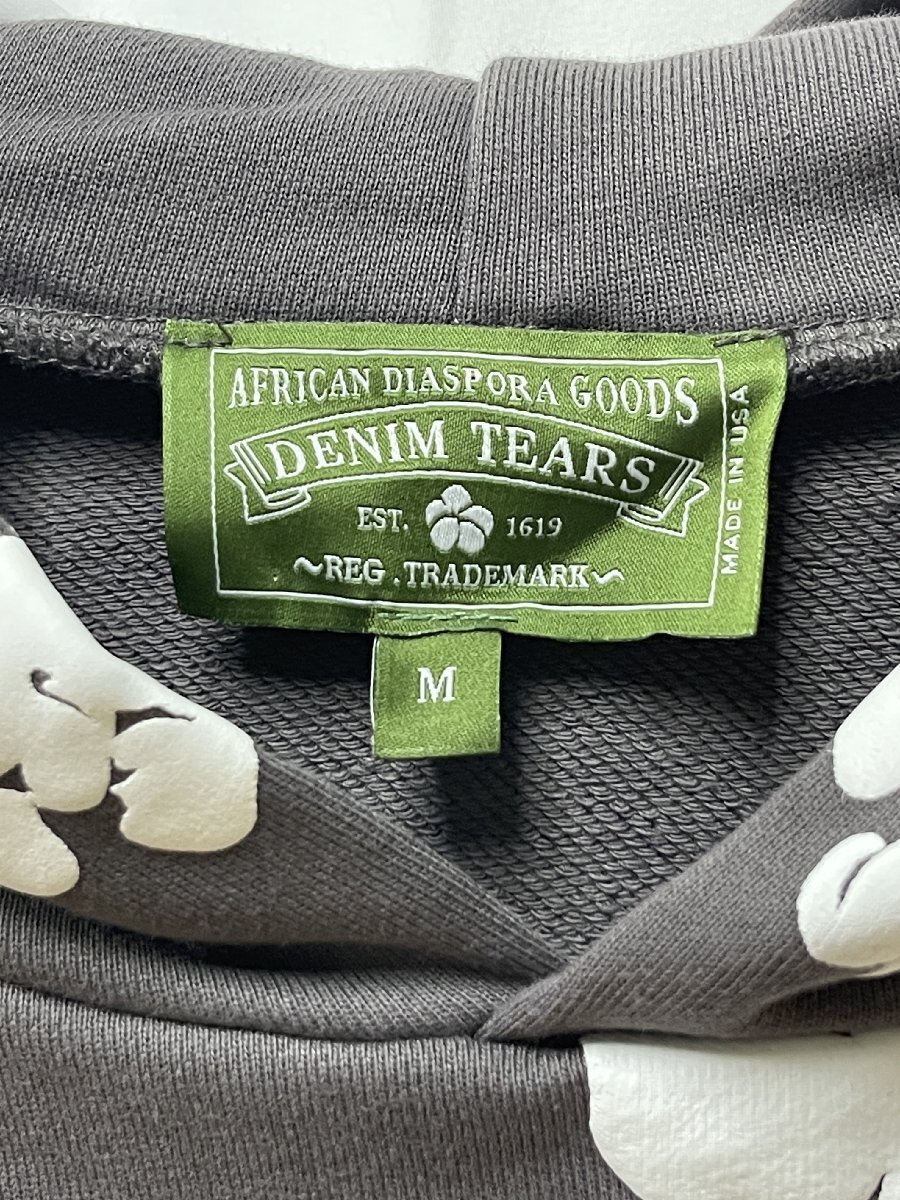 AFRICAN DIASPORA GOODS
DENIM TEARS
EST. 1619
~REG .TRADEMARK~
MADE IN USA
M